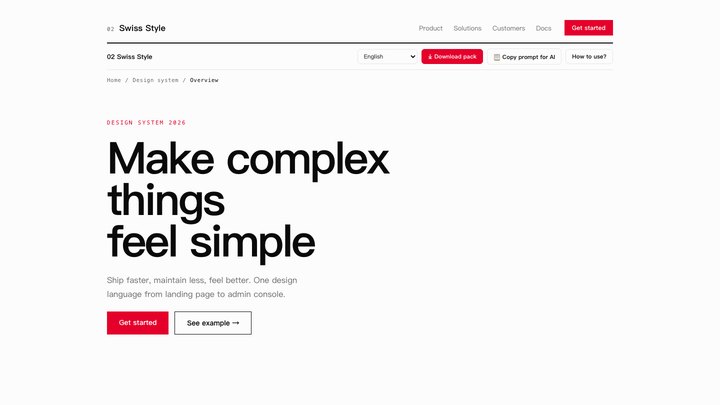 02 Swiss Style
Product Solutions Customers Docs Get started
02 Swiss Style
English
Download pack
Copy prompt for AI
How to use?
Home / Design system / Overview
DESIGN SYSTEM 2026
Make complex
things
feel simple
Ship faster, maintain less, feel better. One design
language from landing page to admin console.
Get started
See example →